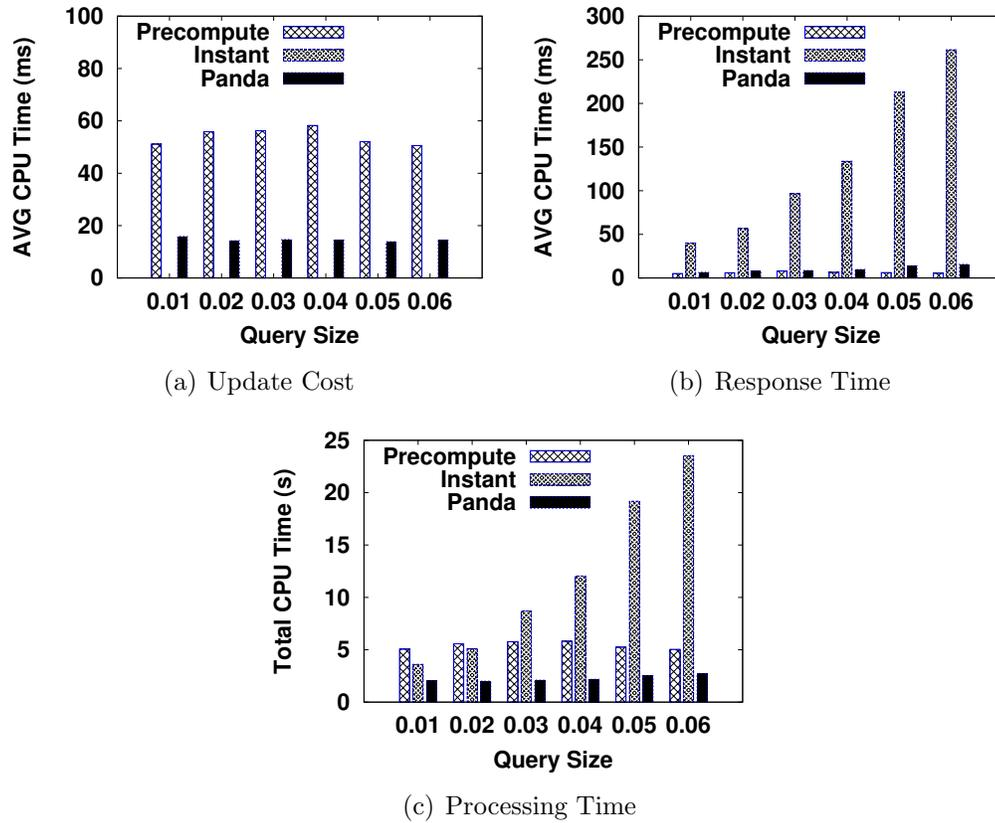 AVG CPU Time (ms)
100
80
60
40
20
0
Precompute
Instant
Panda
0.01 0.02 0.03 0.04 0.05 0.06
Query Size
(a) Update Cost
AVG CPU Time (ms)
300
250
200
150
100
50
0
Precompute
Instant
Panda
0.01 0.02 0.03 0.04 0.05 0.06
Query Size
(b) Response Time
Total CPU Time (s)
25
20
15
10
5
0
Precompute
Instant
Panda
0.01 0.02 0.03 0.04 0.05 0.06
Query Size
(c) Processing Time